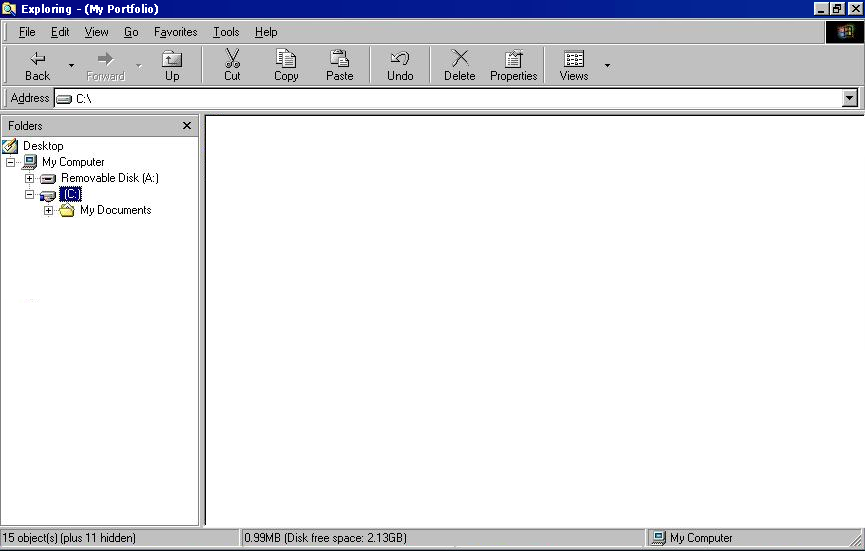 Exploring - (My Portfolio)
File Edit View Go Favorites Tools Help
Back Forward Up Cut Copy Paste Undo Delete Properties Views
Address C:\
Folders
Desktop
My Computer
Removable Disk (A:)
(C:)
My Documents
15 object(s) (plus 11 hidden) 0.99MB (Disk free space: 2.13GB) My Computer